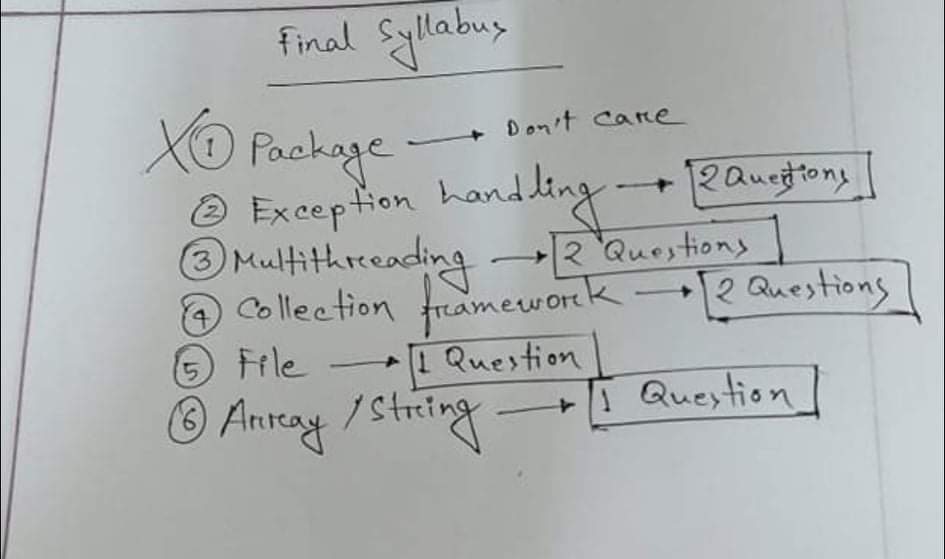 Final Syllabus
X ① Package → Don't care
② Exception handling → 2 Questions
③ Multithreading → 2 Questions
④ Collection framework → 2 Questions
⑤ File → 1 Question
⑥ Array / String → 1 Question